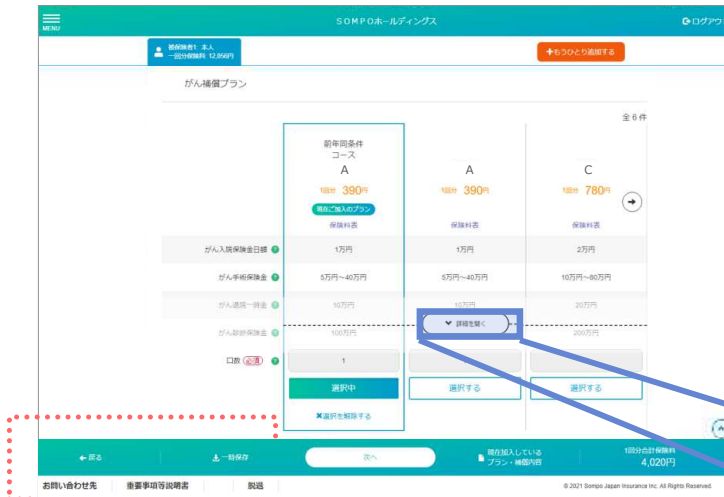 MENU
SOMPOホールディングス
ログアウト
被保険者1: 本人
一回分保険料: 12,056円
+もうひとり追加する
がん補償プラン
全6件
前年同条件
コース
A
1回分 390円
現在ご加入のプラン
保険料表
A
1回分 390円
保険料表
C
1回分 780円
保険料表
がん入院保険金日額
1万円
1万円
2万円
がん手術保険金
5万円~40万円
5万円~40万円
10万円~80万円
がん退院一時金
10万円
10万円
20万円
詳細を開く
がん診断保険金
100万円
200万円
口数 必須
1
選択中
選択する
選択する
✖選択を解除する
戻る
一時保存
次へ
現在加入している
プラン・補償内容
1回分合計保険料
4,020円
お問い合わせ先
重要事項等説明書
脱退
© 2021 Sompo Japan Insurance Inc. All Rights Reserved.